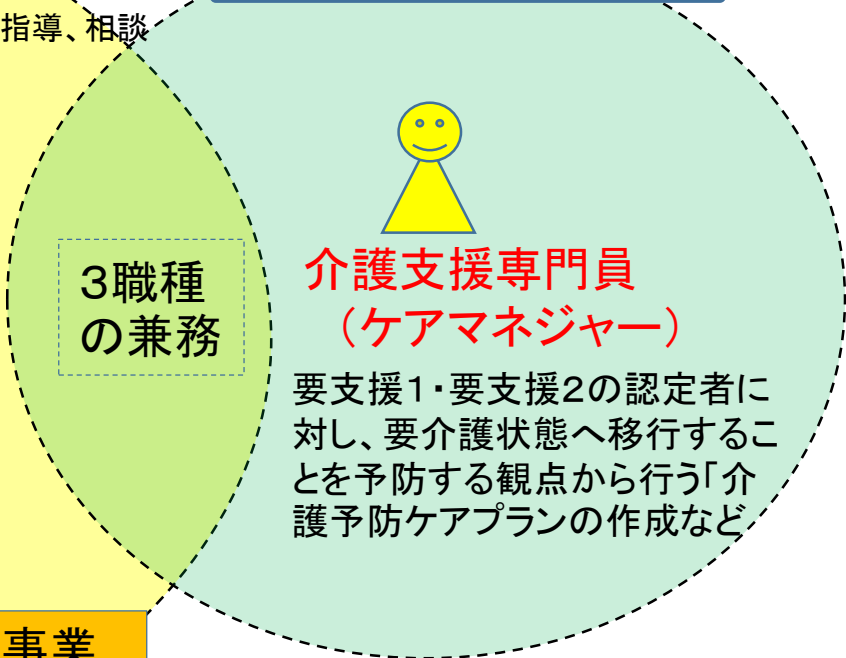 指導、相談
３職種
の兼務
介護支援専門員
（ケアマネジャー）
要支援１・要支援２の認定者に
対し、要介護状態へ移行するこ
とを予防する観点から行う「介
護予防ケアプランの作成など
事業